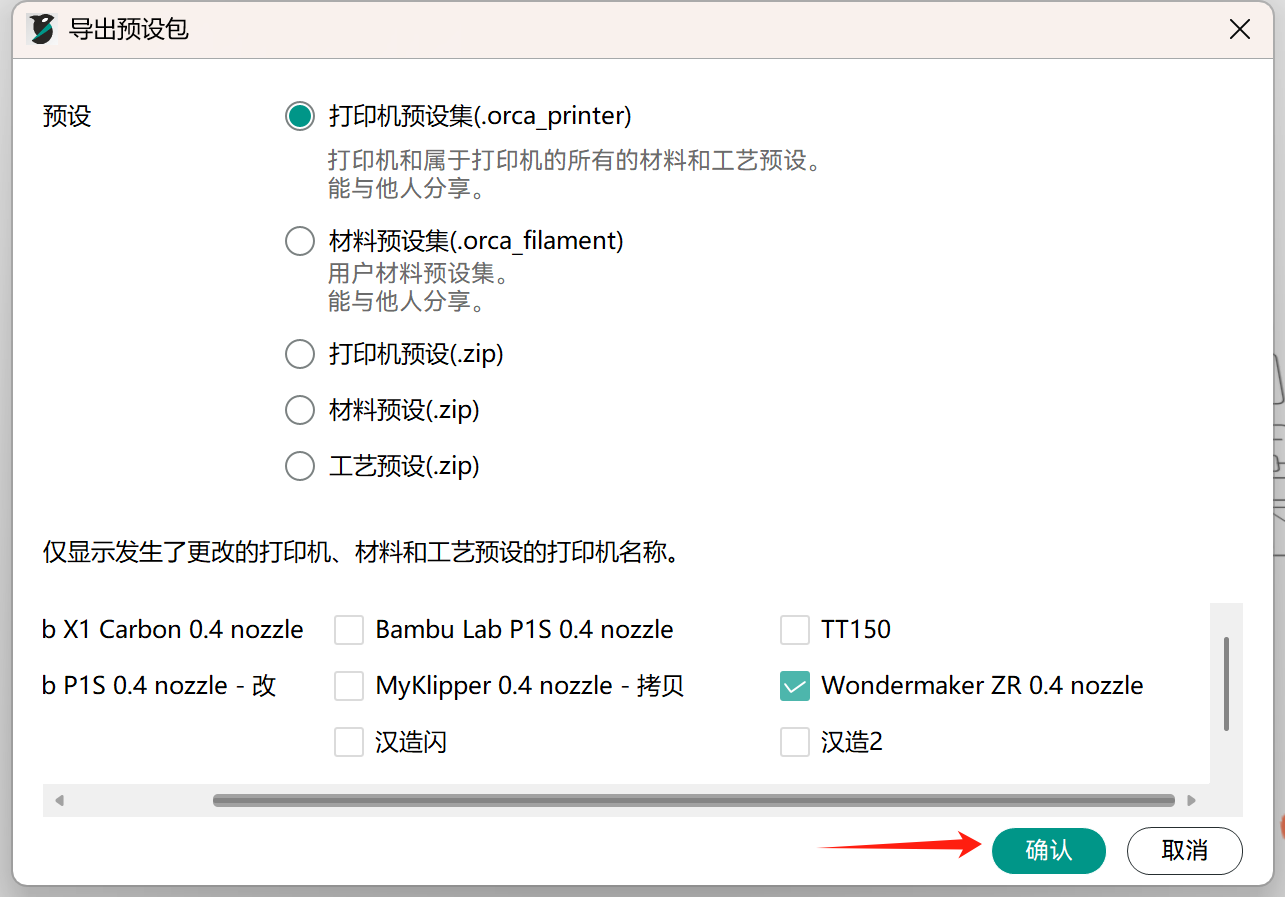 导出预设包
预设
打印机预设集(.orca_printer)
打印机和属于打印机的所有的材料和工艺预设。
能与他人分享。
材料预设集(.orca_filament)
用户材料预设集。
能与他人分享。
打印机预设(.zip)
材料预设(.zip)
工艺预设(.zip)
仅显示发生了更改的打印机、材料和工艺预设的打印机名称。
b X1 Carbon 0.4 nozzle Bambu Lab P1S 0.4 nozzle TT150
b P1S 0.4 nozzle - 改 MyKlipper 0.4 nozzle - 拷贝 Wondermaker ZR 0.4 nozzle
汉造闪 汉造2
确认 取消